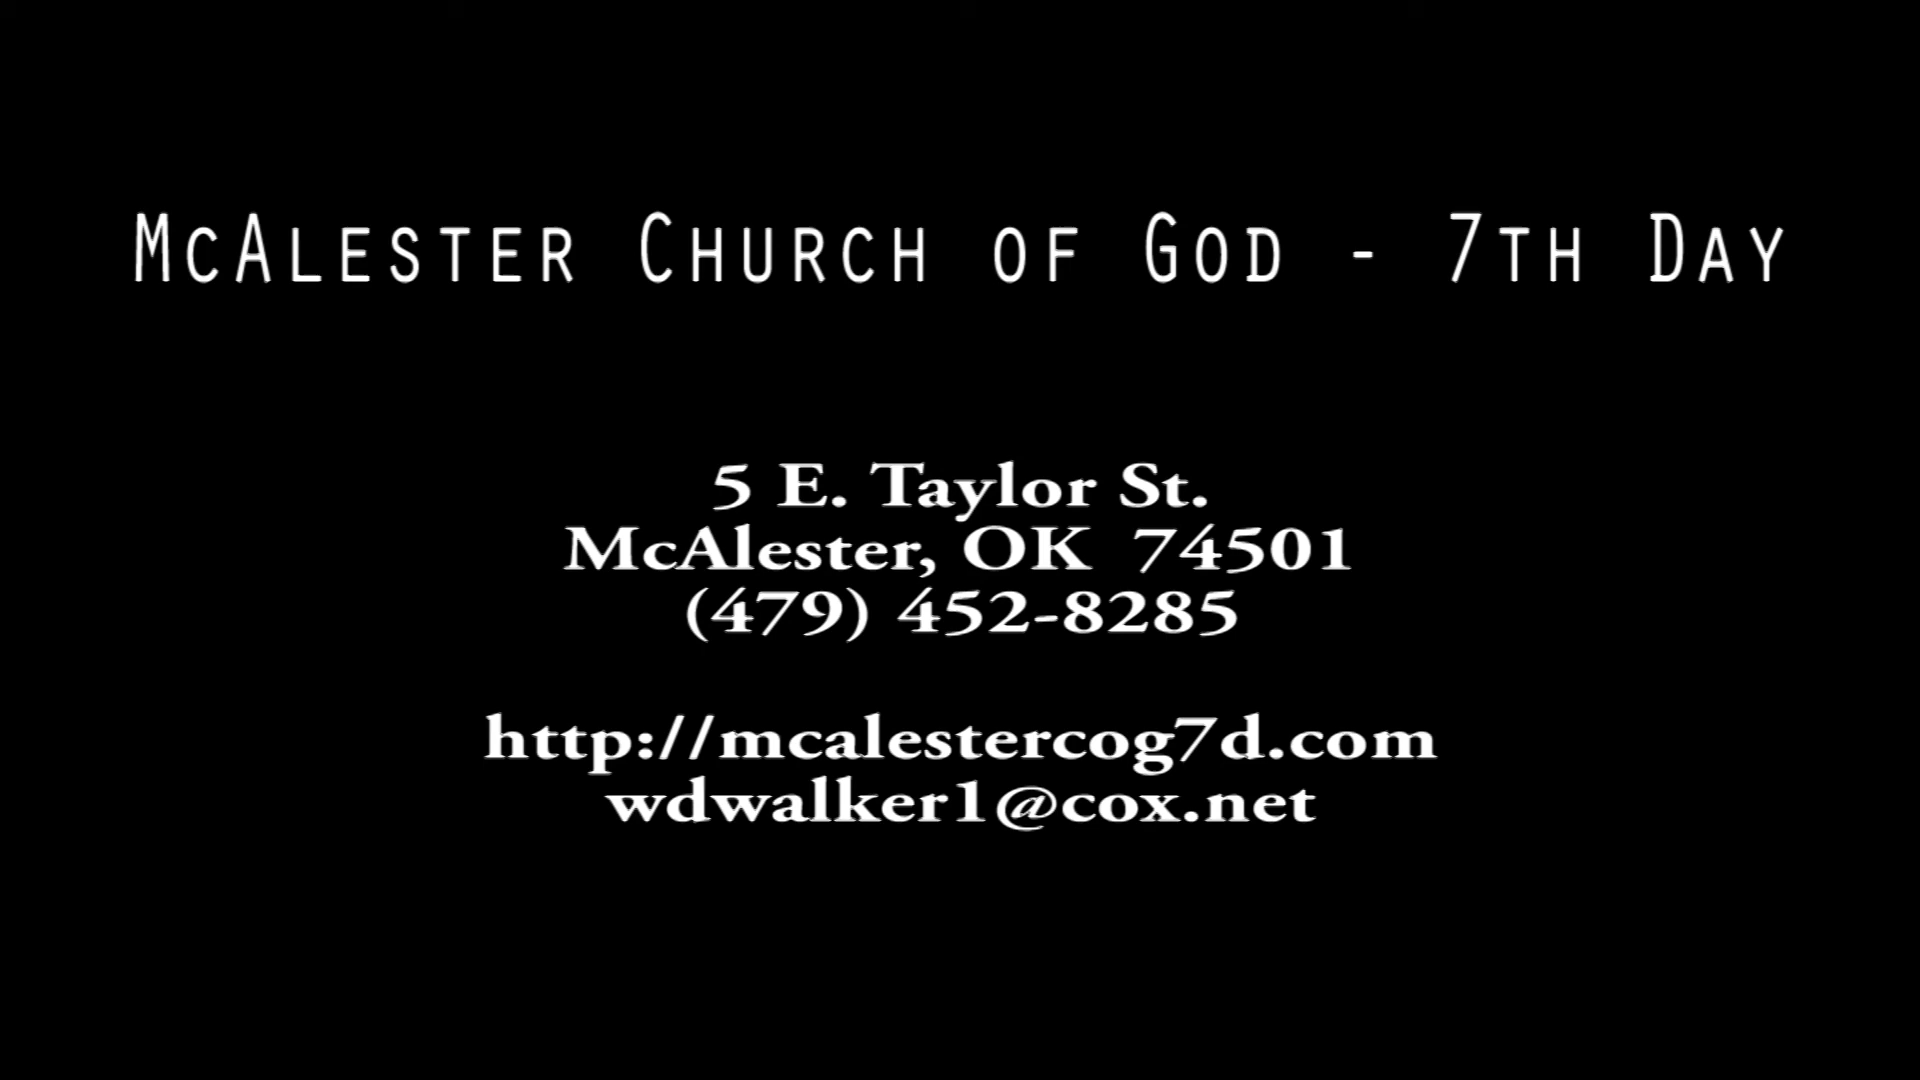 McAlester Church of God - 7th Day
5 E. Taylor St.
McAlester, OK  74501
(479) 452-8285
http://mcalestercog7d.com
wdwalker1@cox.net